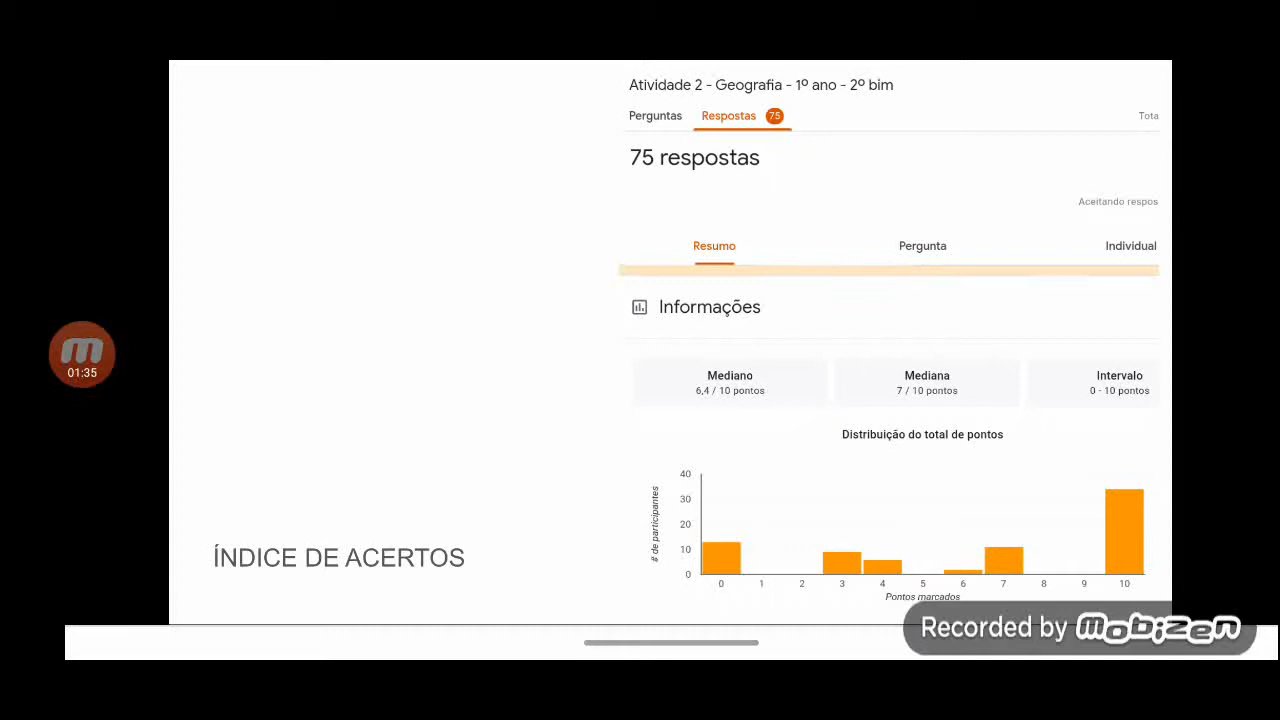 Atividade 2 - Geografia - 1º ano - 2º bim
Perguntas Respostas 75 Tota
75 respostas
Aceitando respos
Resumo Pergunta Individual
Informações
Mediano Mediana Intervalo
6,4 / 10 pontos 7 / 10 pontos 0 - 10 pontos
Distribuição do total de pontos
# de participantes
40
30
20
10
0
0 1 2 3 4 5 6 7 8 9 10
Pontos marcados
ÍNDICE DE ACERTOS
m
01:35
Recorded by mobizen